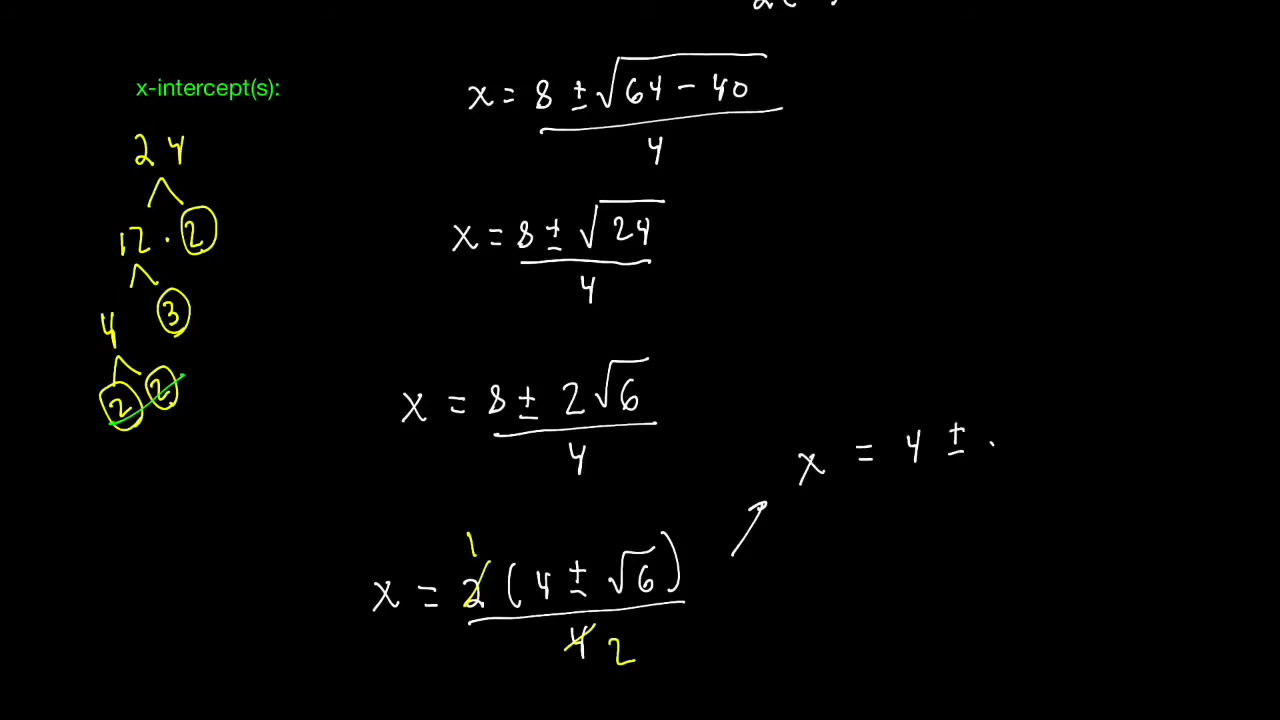 2(
x-intercept(s):
x = 8 ± √64 - 40
4
24
12 · 2
x = 8 ± √24
4
3
4
2 2
x = 8 ± 2√6
4
x = 4 ±
1
x = 2 ( 4 ± √6 )
4 2